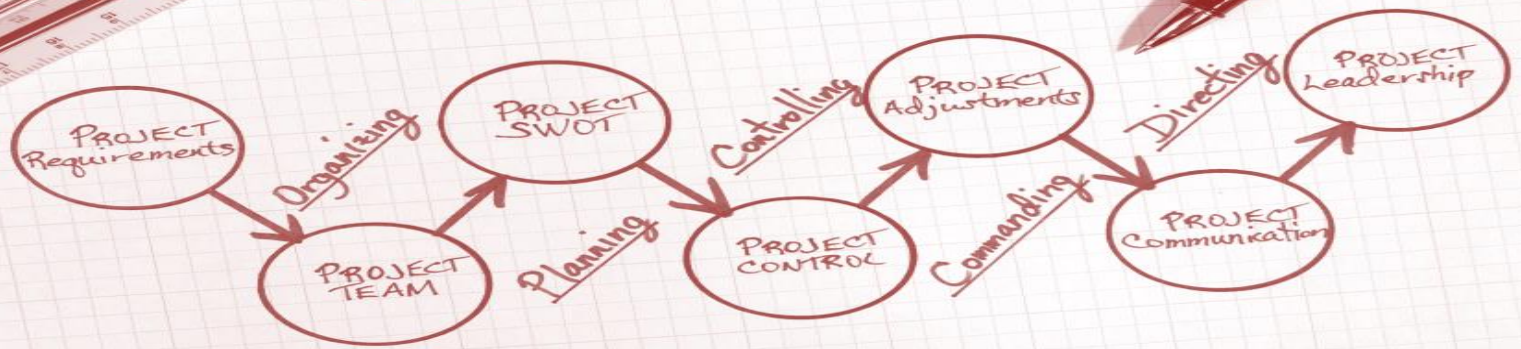 PROJECT
Requirements
Organizing
PROJECT
TEAM
PROJECT
SWOT
Planning
PROJECT
CONTROL
Controlling
PROJECT
Adjustments
Commanding
PROJECT
Communication
Directing
PROJECT
Leadership